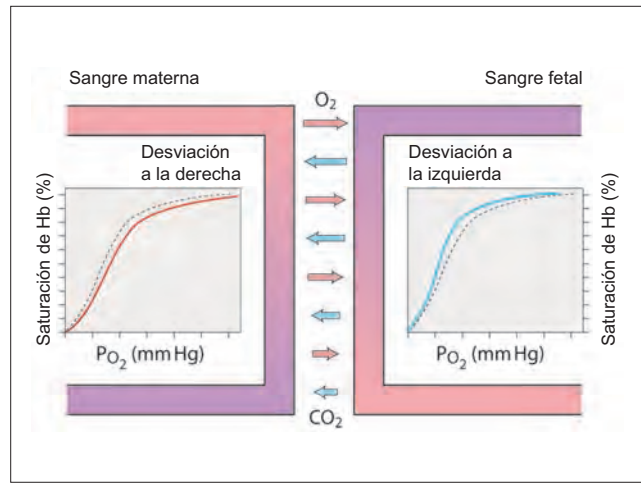 Sangre materna
Sangre fetal
O2
Desviación
a la derecha
Desviación a
la izquierda
Saturación de Hb (%)
Saturación de Hb (%)
PO2 (mm Hg)
PO2 (mm Hg)
CO2